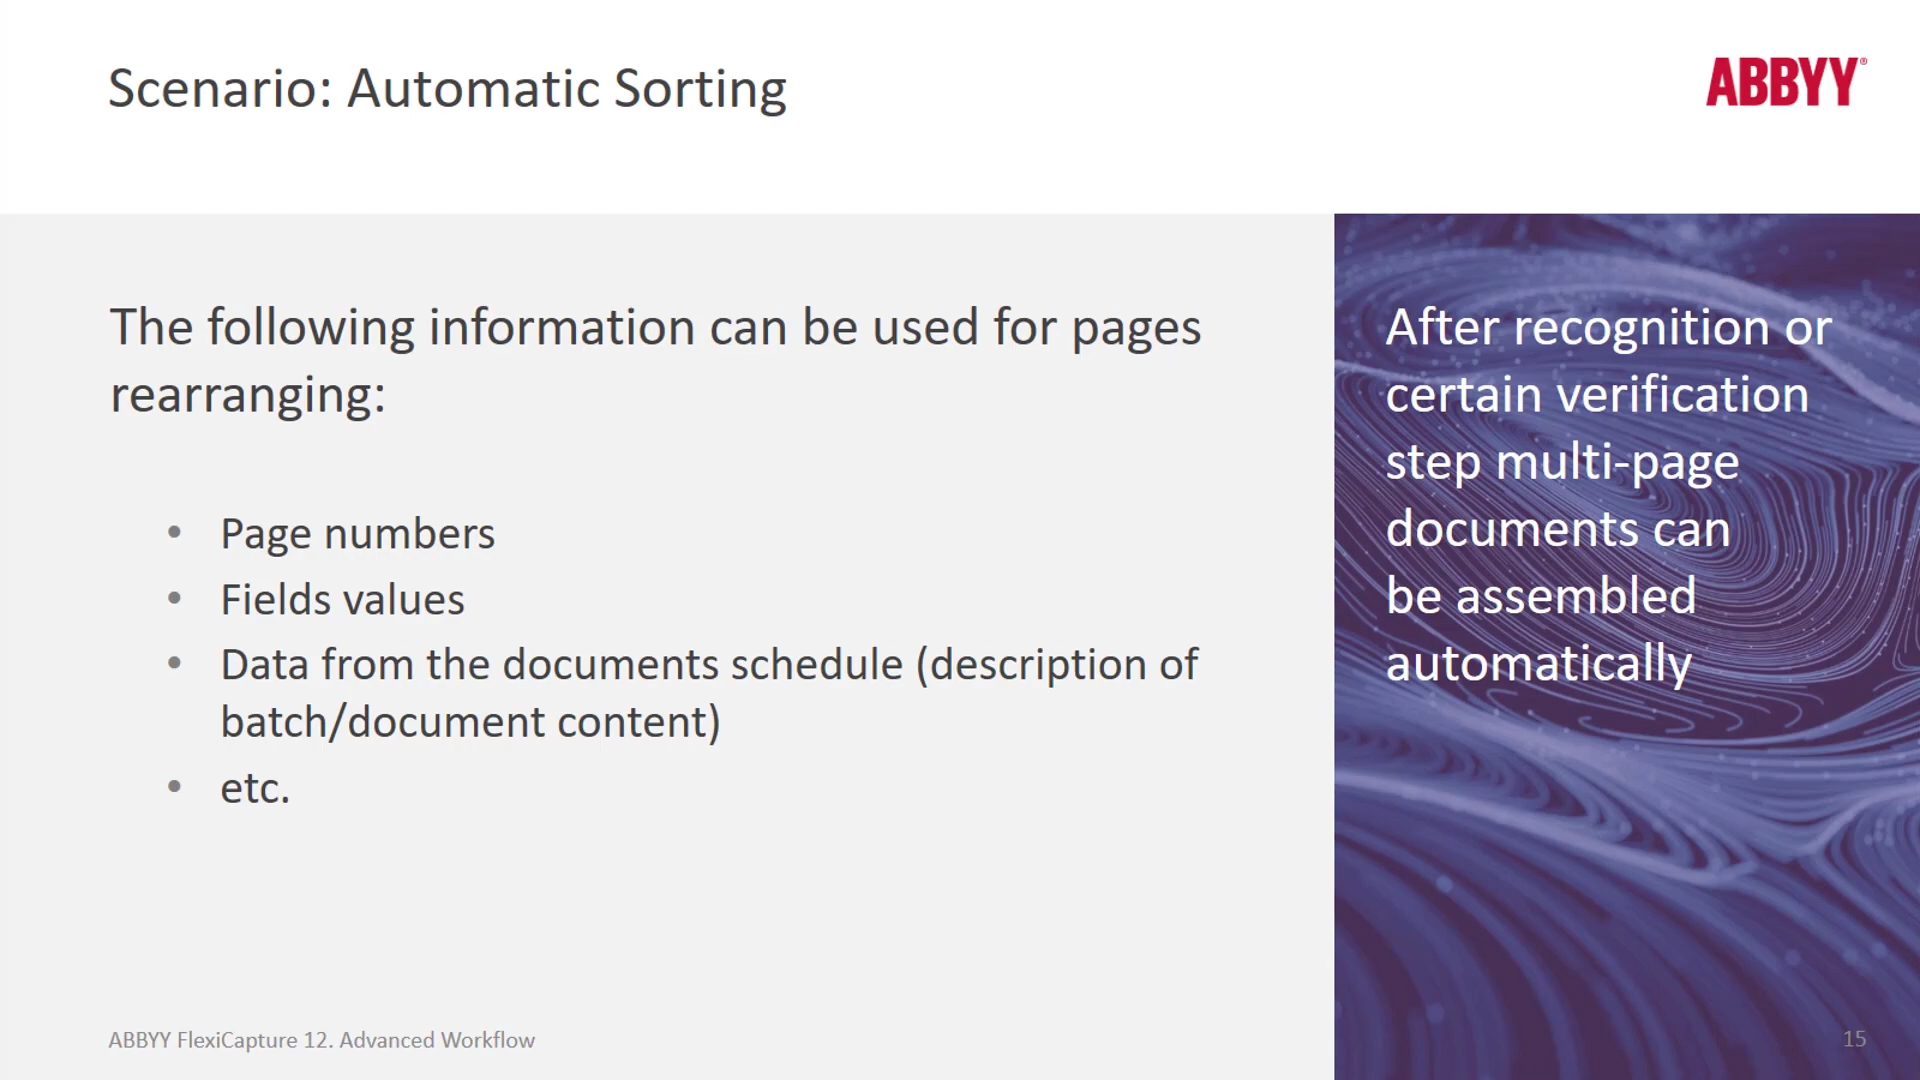 Scenario: Automatic Sorting
ABBYY®
The following information can be used for pages
rearranging:
• Page numbers
• Fields values
• Data from the documents schedule (description of
batch/document content)
• etc.
After recognition or
certain verification
step multi-page
documents can
be assembled
automatically
ABBYY FlexiCapture 12. Advanced Workflow
15